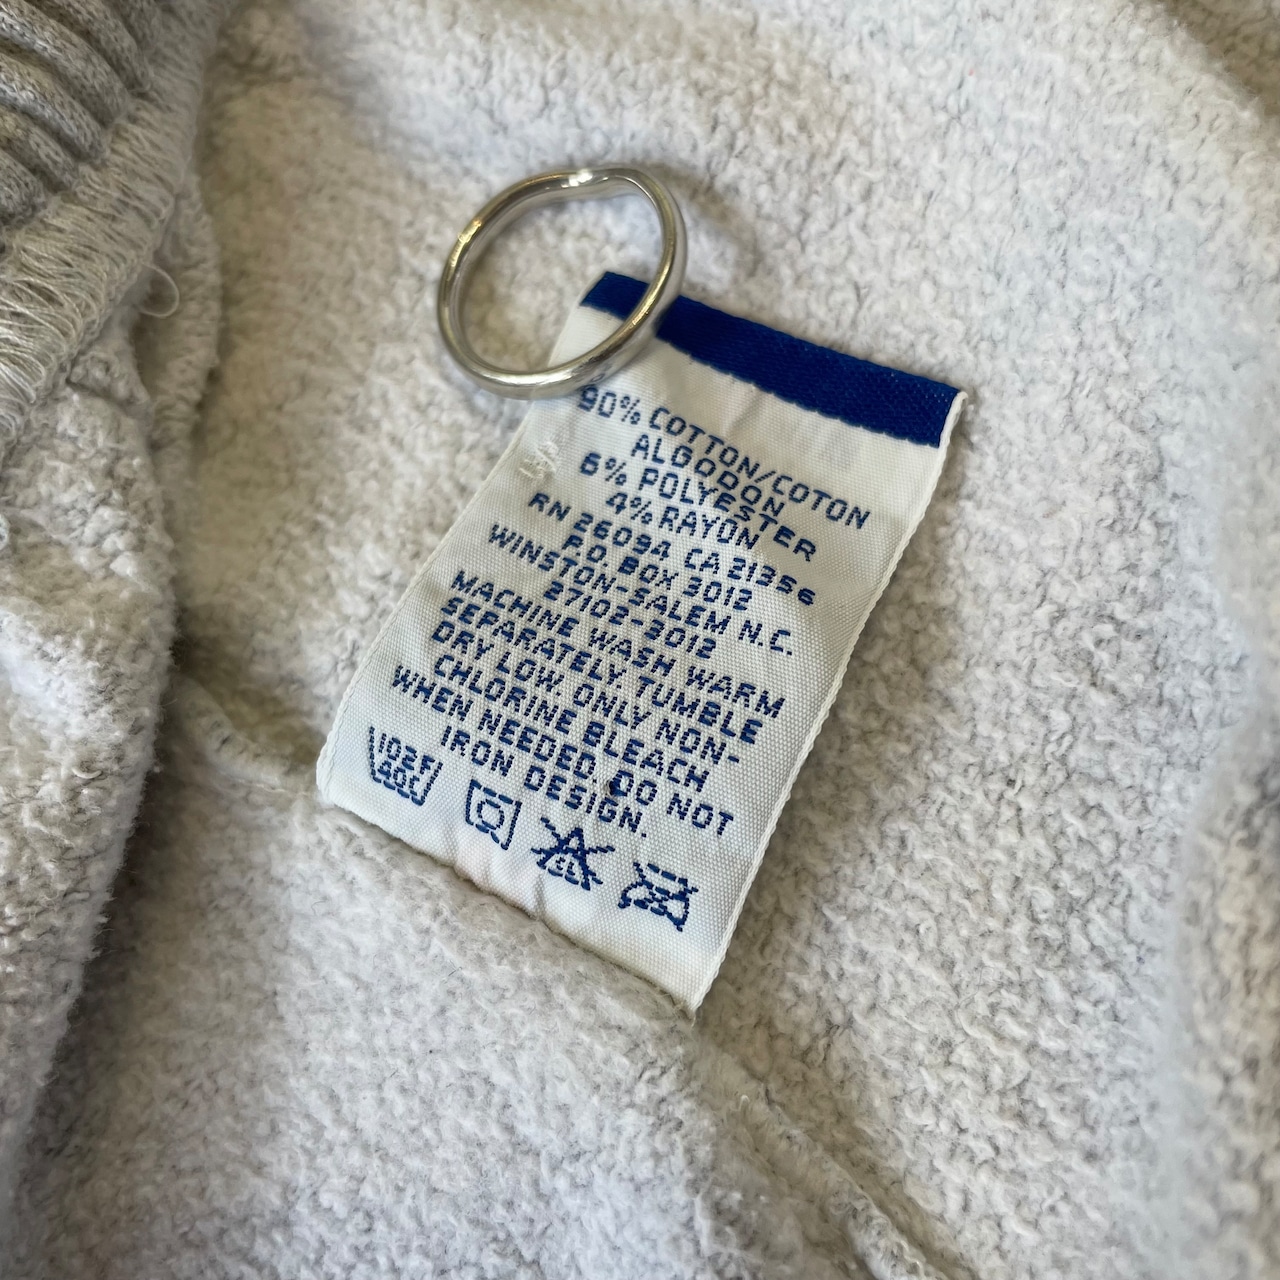 90% COTTON/COTON
ALGODON
6% POLYESTER
4% RAYON
RN 26094 CA 21356
P.O. BOX 3012
WINSTON-SALEM N.C.
27102-3012
MACHINE WASH WARM
SEPARATELY. TUMBLE
DRY LOW. ONLY NON-
CHLORINE BLEACH
WHEN NEEDED. DO NOT
IRON DESIGN.
102F
40C
CL